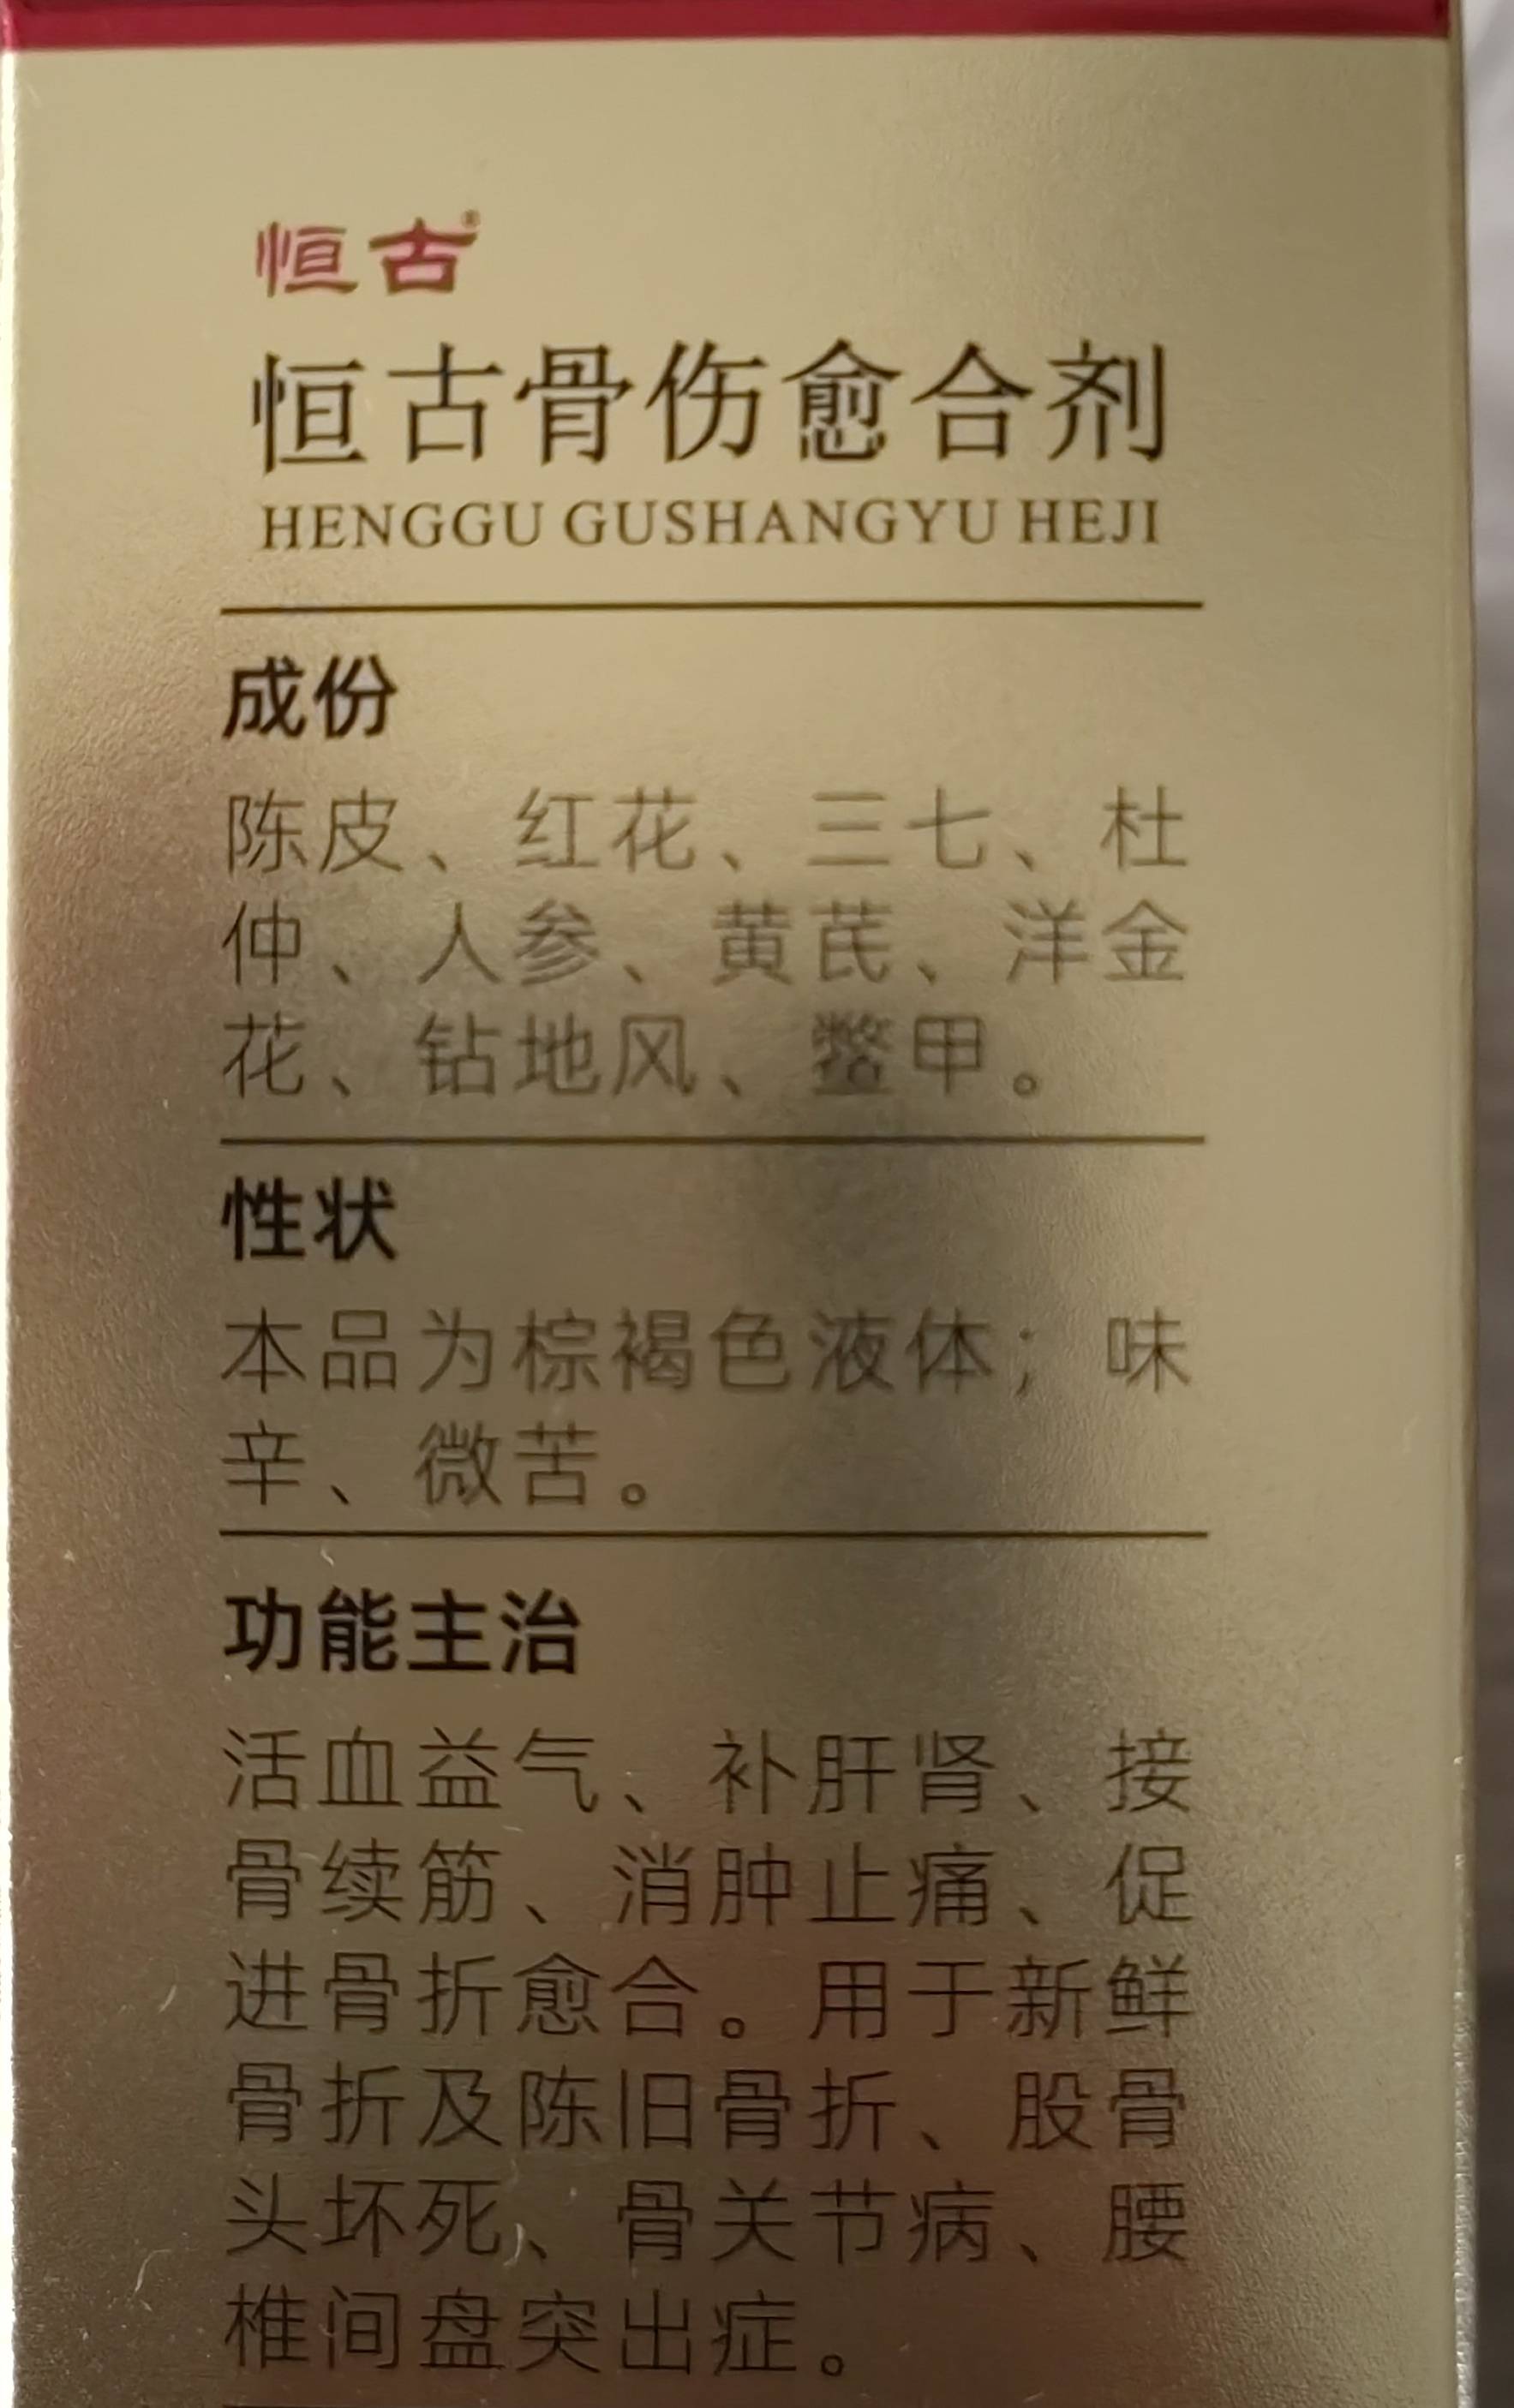 恒古®
恒古骨伤愈合剂
HENGGU GUSHANGYU HEJI
成份
陈皮、红花、三七、杜
仲、人参、黄芪、洋金
花、钻地风、鳖甲。
性状
本品为棕褐色液体；味
辛、微苦。
功能主治
活血益气、补肝肾、接
骨续筋、消肿止痛、促
进骨折愈合。用于新鲜
骨折及陈旧骨折、股骨
头坏死、骨关节病、腰
椎间盘突出症。